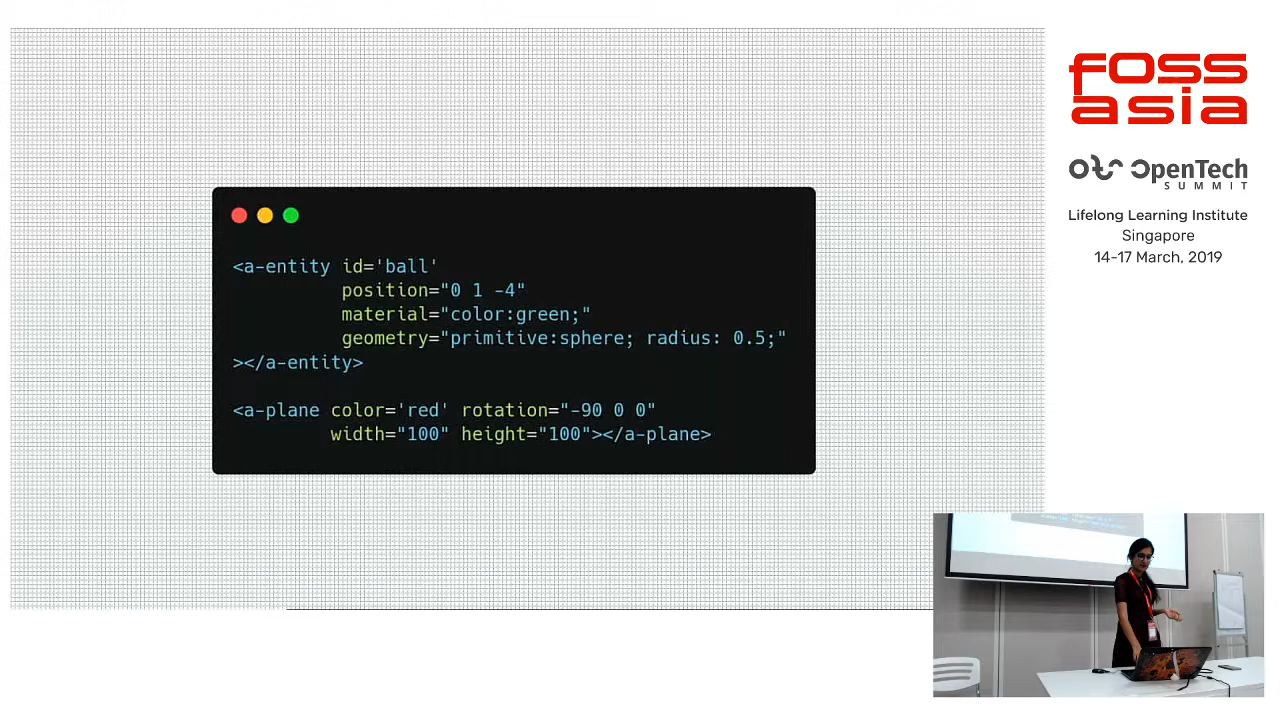 <a-entity id='ball'
position="0 1 -4"
material="color:green;"
geometry="primitive:sphere; radius: 0.5;"
></a-entity>
<a-plane color='red' rotation="-90 0 0"
width="100" height="100"></a-plane>
foss
asia
OpenTech
SUMMIT
Lifelong Learning Institute
Singapore
14-17 March, 2019